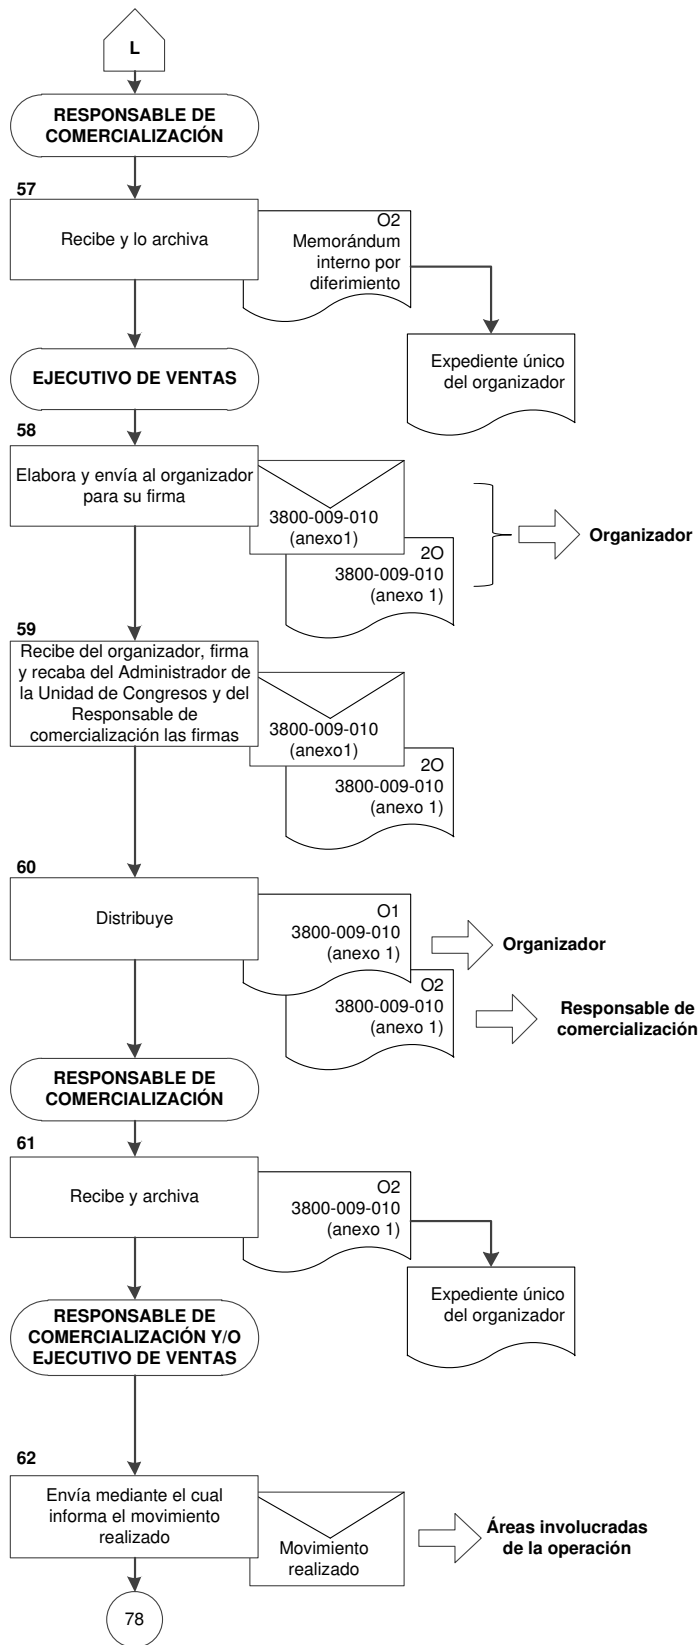 L
RESPONSABLE DE
COMERCIALIZACIÓN
57
Recibe y lo archiva
O2
Memorándum
interno por
diferimiento
Expediente único
del organizador
EJECUTIVO DE VENTAS
58
Elabora y envía al organizador
para su firma
3800-009-010
(anexo1)
2O
3800-009-010
(anexo 1)
Organizador
59
Recibe del organizador, firma
y recaba del Administrador de
la Unidad de Congresos y del
Responsable de
comercialización las firmas
3800-009-010
(anexo1)
2O
3800-009-010
(anexo 1)
60
Distribuye
O1
3800-009-010
(anexo 1)
Organizador
O2
3800-009-010
(anexo 1)
Responsable de
comercialización
RESPONSABLE DE
COMERCIALIZACIÓN
61
Recibe y archiva
O2
3800-009-010
(anexo 1)
Expediente único
del organizador
RESPONSABLE DE
COMERCIALIZACIÓN Y/O
EJECUTIVO DE VENTAS
62
Envía mediante el cual
informa el movimiento
realizado
Movimiento
realizado
Áreas involucradas
de la operación
78